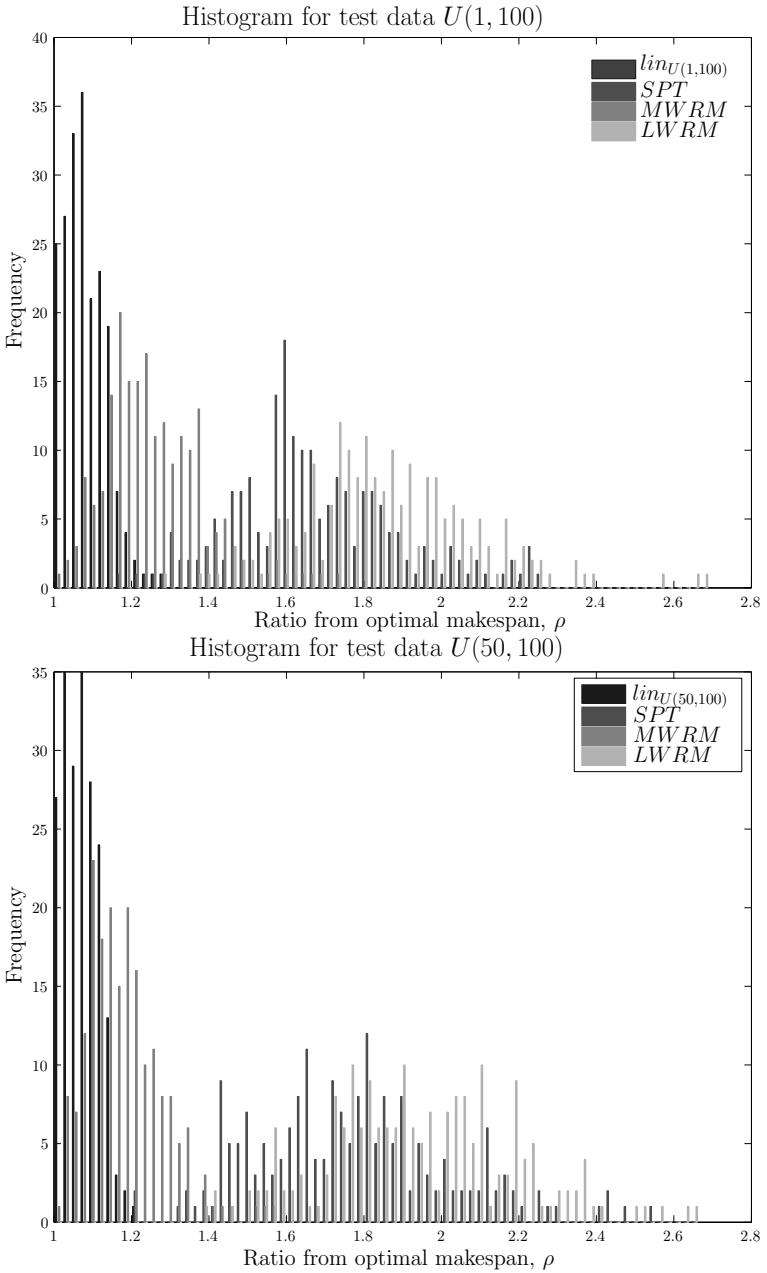 Histogram for test data U(1, 100)
40
35
30
25
20
15
10
5
0
Frequency
lin_{U(1,100)}
SPT
MWRM
LWRM
1
1.2
1.4
1.6
1.8
2
2.2
2.4
2.6
2.8
Ratio from optimal makespan, ρ
Histogram for test data U(50, 100)
35
30
25
20
15
10
5
0
Frequency
lin_{U(50,100)}
SPT
MWRM
LWRM
1
1.2
1.4
1.6
1.8
2
2.2
2.4
2.6
2.8
Ratio from optimal makespan, ρ